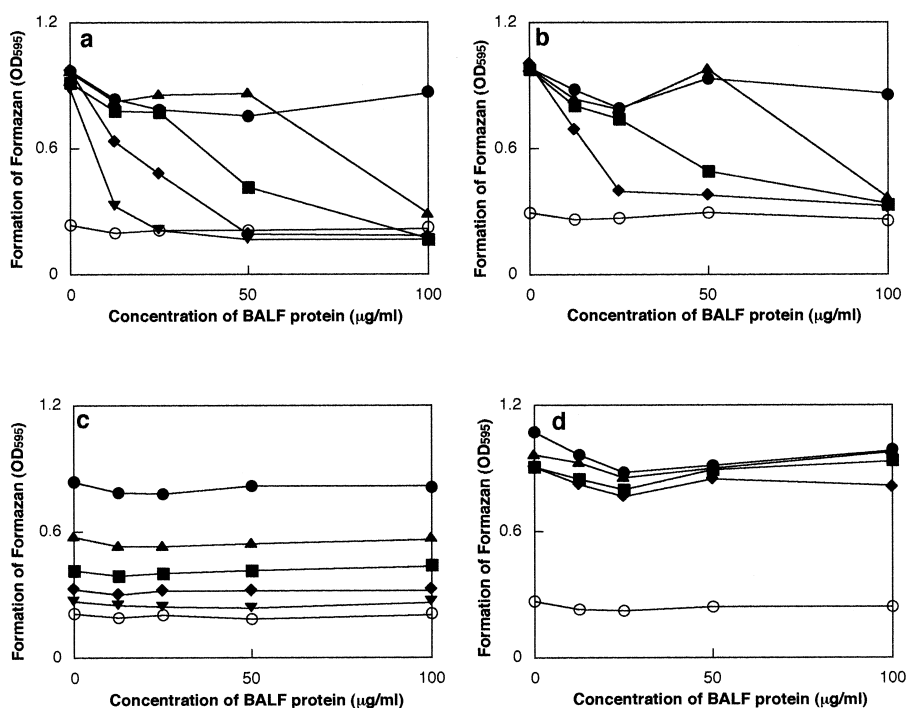 a
1.2
0.6
0
Formation of Formazan (OD595)
0
50
100
Concentration of BALF protein (µg/ml)
b
1.2
0.6
0
Formation of Formazan (OD595)
0
50
100
Concentration of BALF protein (µg/ml)
c
1.2
0.6
0
Formation of Formazan (OD595)
0
50
100
Concentration of BALF protein (µg/ml)
d
1.2
0.6
0
Formation of Formazan (OD595)
0
50
100
Concentration of BALF protein (µg/ml)